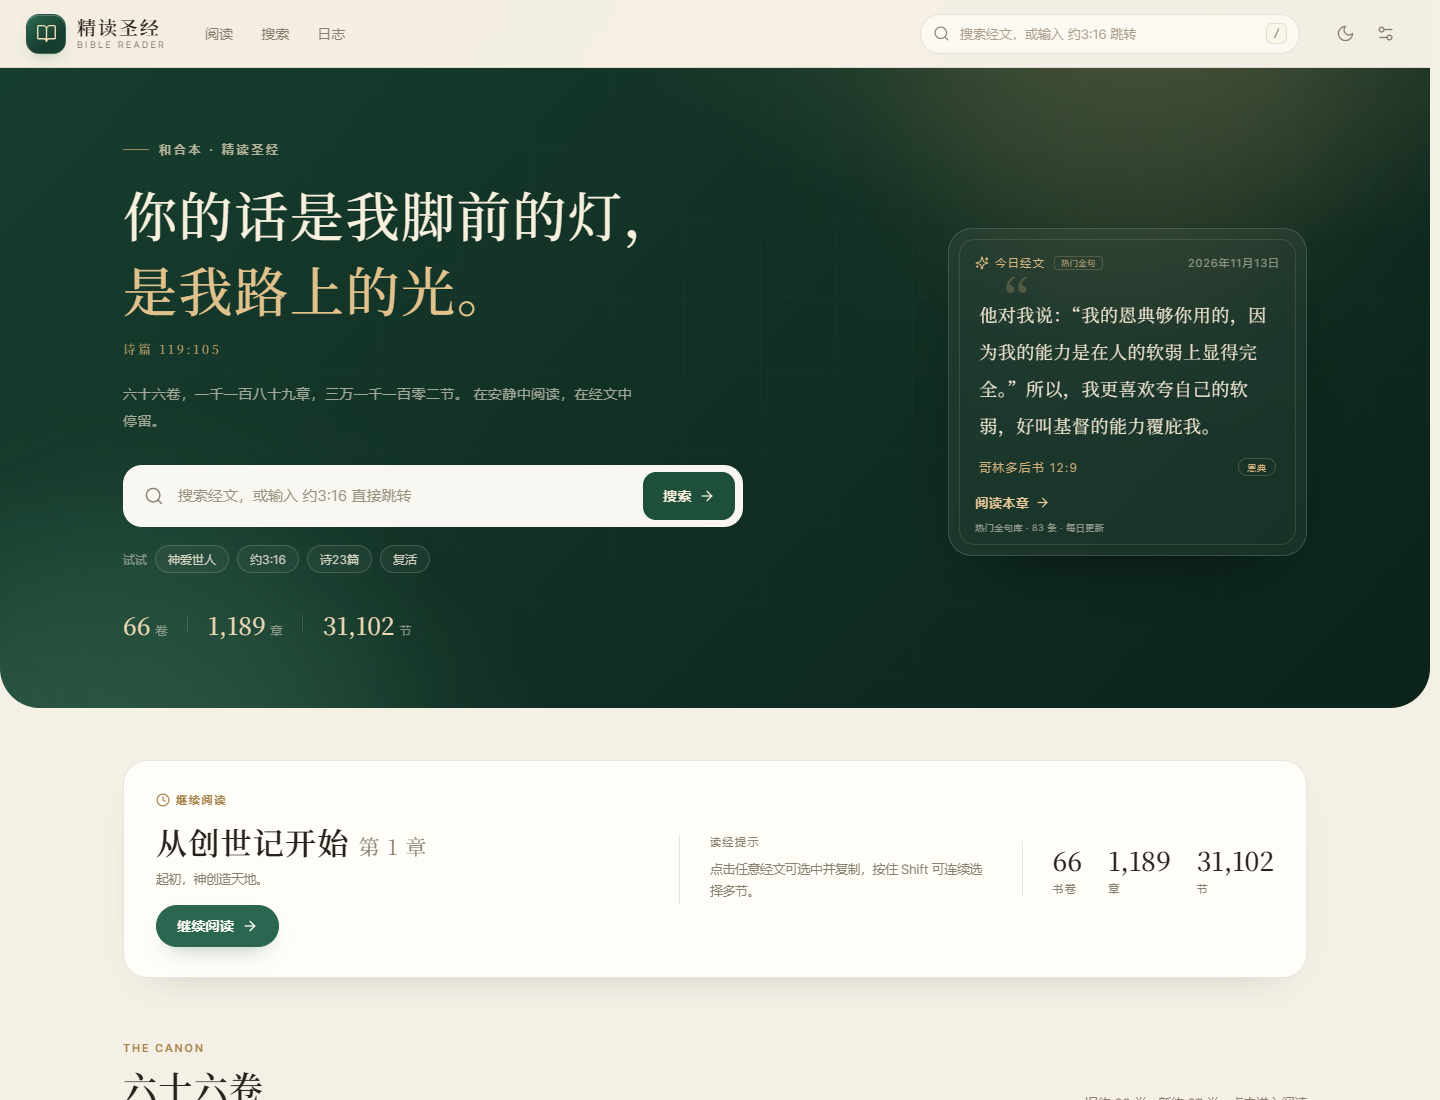 精读圣经
BIBLE READER
阅读 搜索 日志
搜索经文，或输入 约3:16 跳转
/
和合本 · 精读圣经
你的话是我脚前的灯，
是我路上的光。
诗篇 119:105
六十六卷，一千一百八十九章，三万一千一百零二节。 在安静中阅读，在经文中
停留。
搜索经文，或输入 约3:16 直接跳转
搜索
试试 神爱世人 约3:16 诗23篇 复活
66 卷 1,189 章 31,102 节
今日经文 热门金句 2026年11月13日
“
他对我说：“我的恩典够你用的，因
为我的能力是在人的软弱上显得完
全。”所以，我更喜欢夸自己的软
弱，好叫基督的能力覆庇我。
哥林多后书 12:9 恩典
阅读本章
热门金句库 · 83 条 · 每日更新
继续阅读
从创世记开始 第 1 章
起初，神创造天地。
继续阅读
读经提示
点击任意经文可选中并复制，按住 Shift 可连续选
择多节。
66 1,189 31,102
书卷 章 节
THE CANON
六十六卷